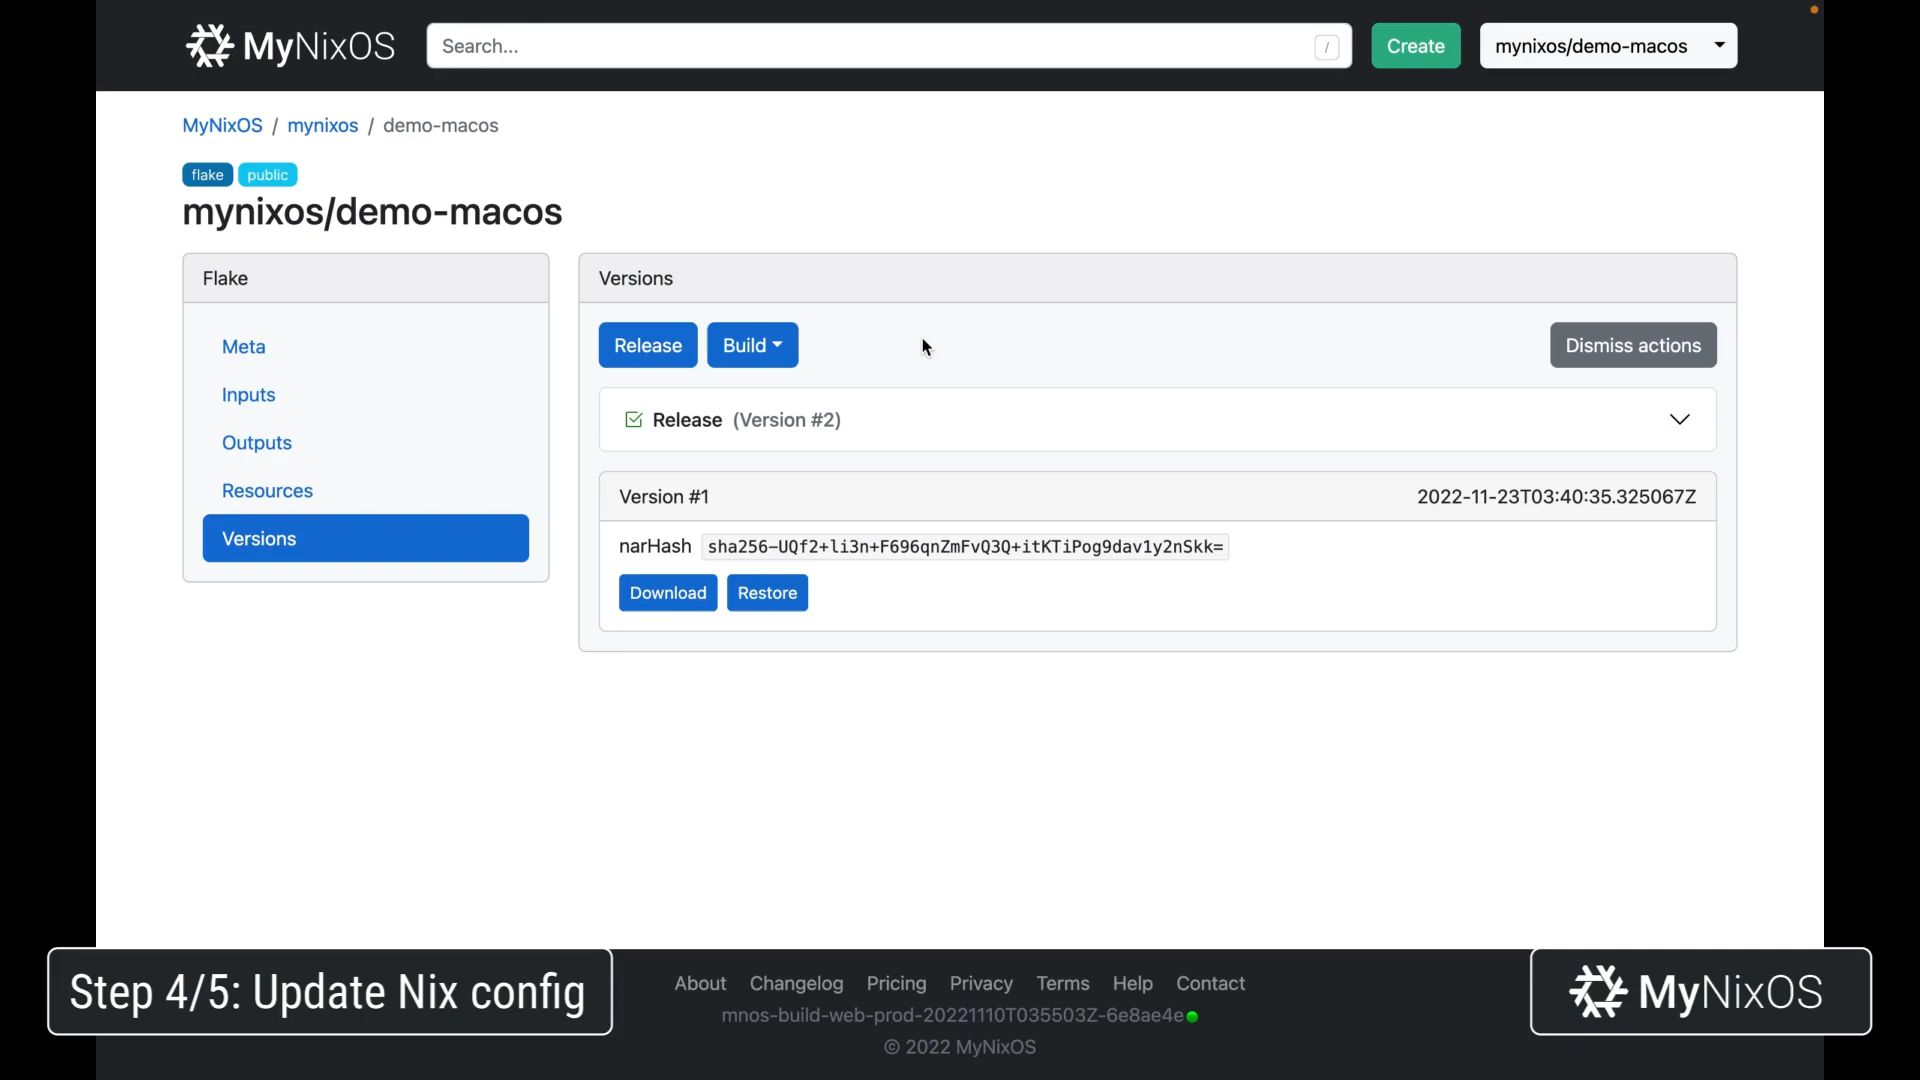 MyNixOS
Search...
/
Create
mynixos/demo-macos
MyNixOS / mynixos / demo-macos
flake
public
mynixos/demo-macos
Flake
Meta
Inputs
Outputs
Resources
Versions
Versions
Release
Build
Dismiss actions
Release (Version #2)
Version #1
2022-11-23T03:40:35.325067Z
narHash sha256-UQf2+li3n+F696qnZmFvQ3Q+itKTiPog9dav1y2nSkk=
Download
Restore
Step 4/5: Update Nix config
About Changelog Pricing Privacy Terms Help Contact
mnos-build-web-prod-20221110T035503Z-6e8ae4e
© 2022 MyNixOS
MyNixOS